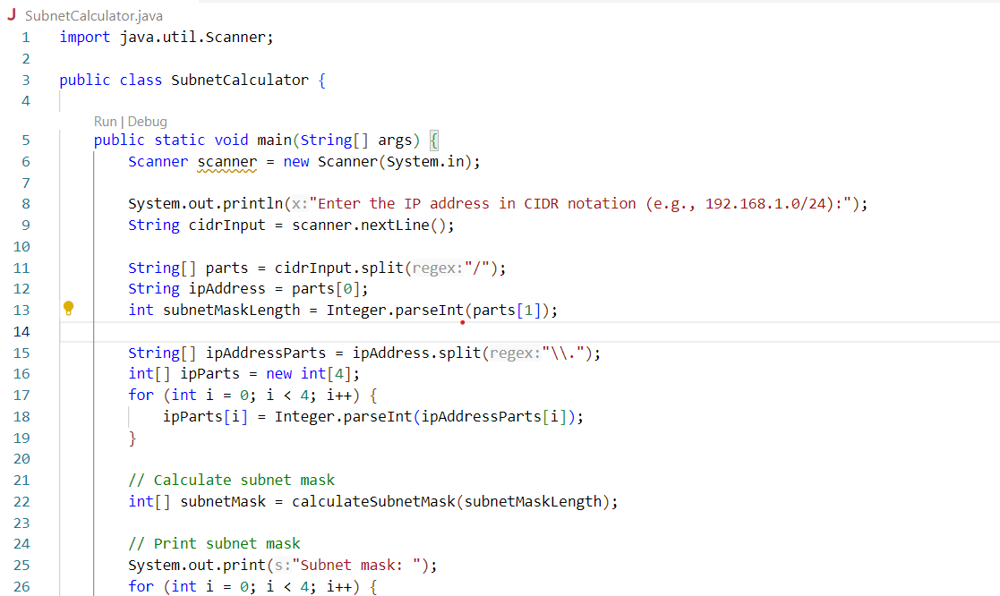 J SubnetCalculator.java
1 import java.util.Scanner;
2
3 public class SubnetCalculator {
4
Run | Debug
5 public static void main(String[] args) {
6 Scanner scanner = new Scanner(System.in);
7
8 System.out.println(x:"Enter the IP address in CIDR notation (e.g., 192.168.1.0/24):");
9 String cidrInput = scanner.nextLine();
10
11 String[] parts = cidrInput.split(regex:"/");
12 String ipAddress = parts[0];
13 int subnetMaskLength = Integer.parseInt(parts[1]);
14
15 String[] ipAddressParts = ipAddress.split(regex:"\\.");
16 int[] ipParts = new int[4];
17 for (int i = 0; i < 4; i++) {
18 ipParts[i] = Integer.parseInt(ipAddressParts[i]);
19 }
20
21 // Calculate subnet mask
22 int[] subnetMask = calculateSubnetMask(subnetMaskLength);
23
24 // Print subnet mask
25 System.out.print(s:"Subnet mask: ");
26 for (int i = 0; i < 4; i++) {